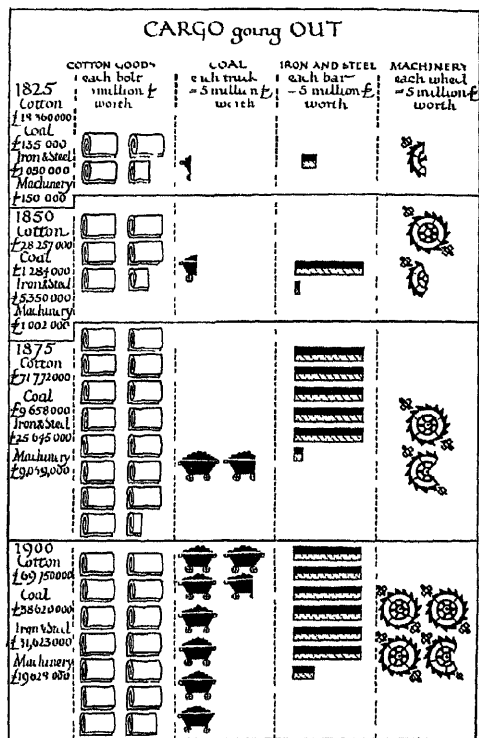 CARGO going OUT
COTTON GOODS
each bolt
million £
worth
COAL
each truck
= 5 million £
worth
IRON AND STEEL
each bar
= 5 million £
worth
MACHINERY
each wheel
= 5 million £
worth
1825
Cotton
£18 360 000
Coal
£135 000
Iron & Steel
£1 050 000
Machinery
£150 000
1850
Cotton
£28 257 000
Coal
£1 284 000
Iron & Steel
£5,350 000
Machinery
£1 002 000
1875
Cotton
£71 772 000
Coal
£9 658 000
Iron & Steel
£25 645 000
Machinery
£9,059,000
1900
Cotton
£69 750 000
Coal
£38 620 000
Iron & Steel
£31,623 000
Machinery
£19 629 000